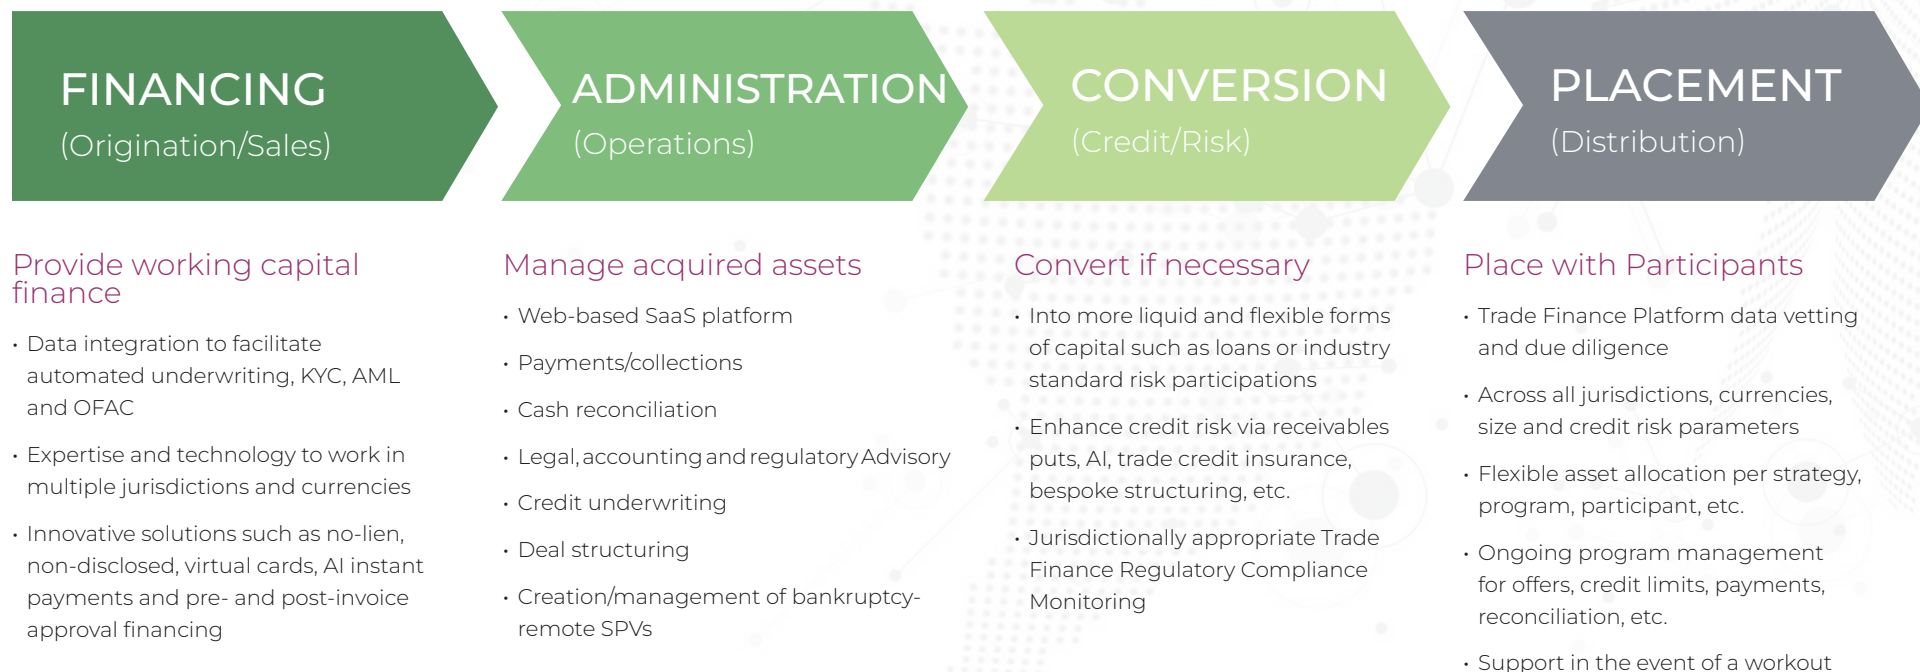 FINANCING
(Origination/Sales)
Provide working capital
finance
• Data integration to facilitate
automated underwriting, KYC, AML
and OFAC
• Expertise and technology to work in
multiple jurisdictions and currencies
• Innovative solutions such as no-lien,
non-disclosed, virtual cards, AI instant
payments and pre- and post-invoice
approval financing
ADMINISTRATION
(Operations)
Manage acquired assets
• Web-based SaaS platform
• Payments/collections
• Cash reconciliation
• Legal, accounting and regulatory Advisory
• Credit underwriting
• Deal structuring
• Creation/management of bankruptcy-
remote SPVs
CONVERSION
(Credit/Risk)
Convert if necessary
• Into more liquid and flexible forms
of capital such as loans or industry
standard risk participations
• Enhance credit risk via receivables
puts, AI, trade credit insurance,
bespoke structuring, etc.
• Jurisdictionally appropriate Trade
Finance Regulatory Compliance
Monitoring
PLACEMENT
(Distribution)
Place with Participants
• Trade Finance Platform data vetting
and due diligence
• Across all jurisdictions, currencies,
size and credit risk parameters
• Flexible asset allocation per strategy,
program, participant, etc.
• Ongoing program management
for offers, credit limits, payments,
reconciliation, etc.
• Support in the event of a workout